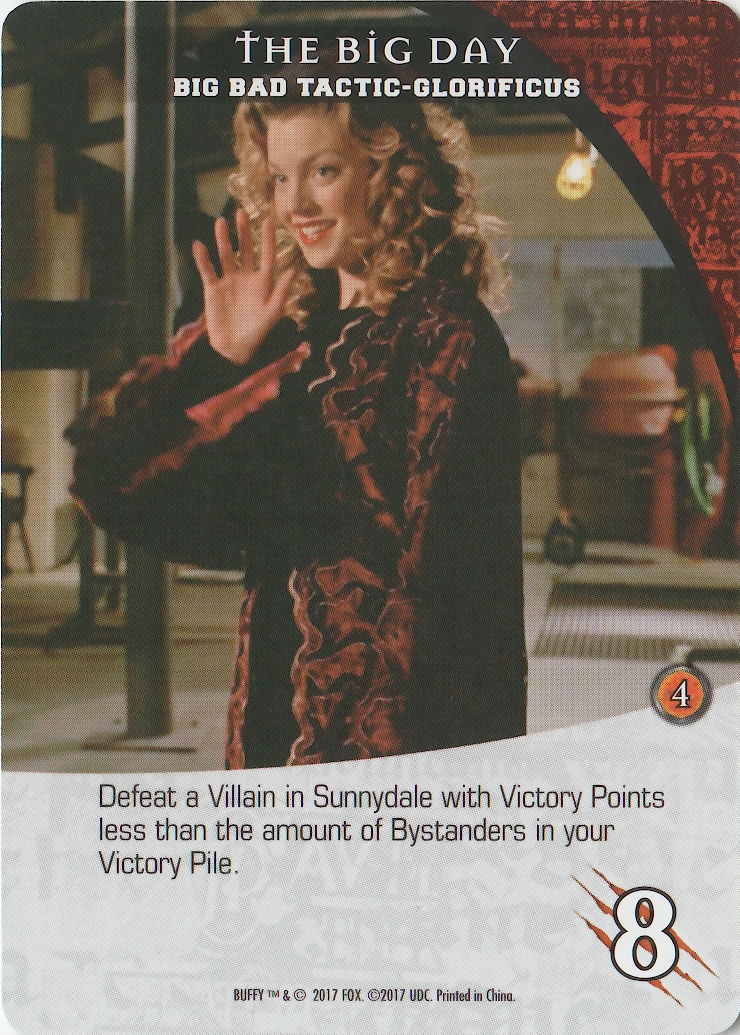 THE BIG DAY
BIG BAD TACTIC-GLORIFICUS
4
Defeat a Villain in Sunnydale with Victory Points
less than the amount of Bystanders in your
Victory Pile.
8
BUFFY ™ & © 2017 FOX. ©2017 UDC. Printed in China.